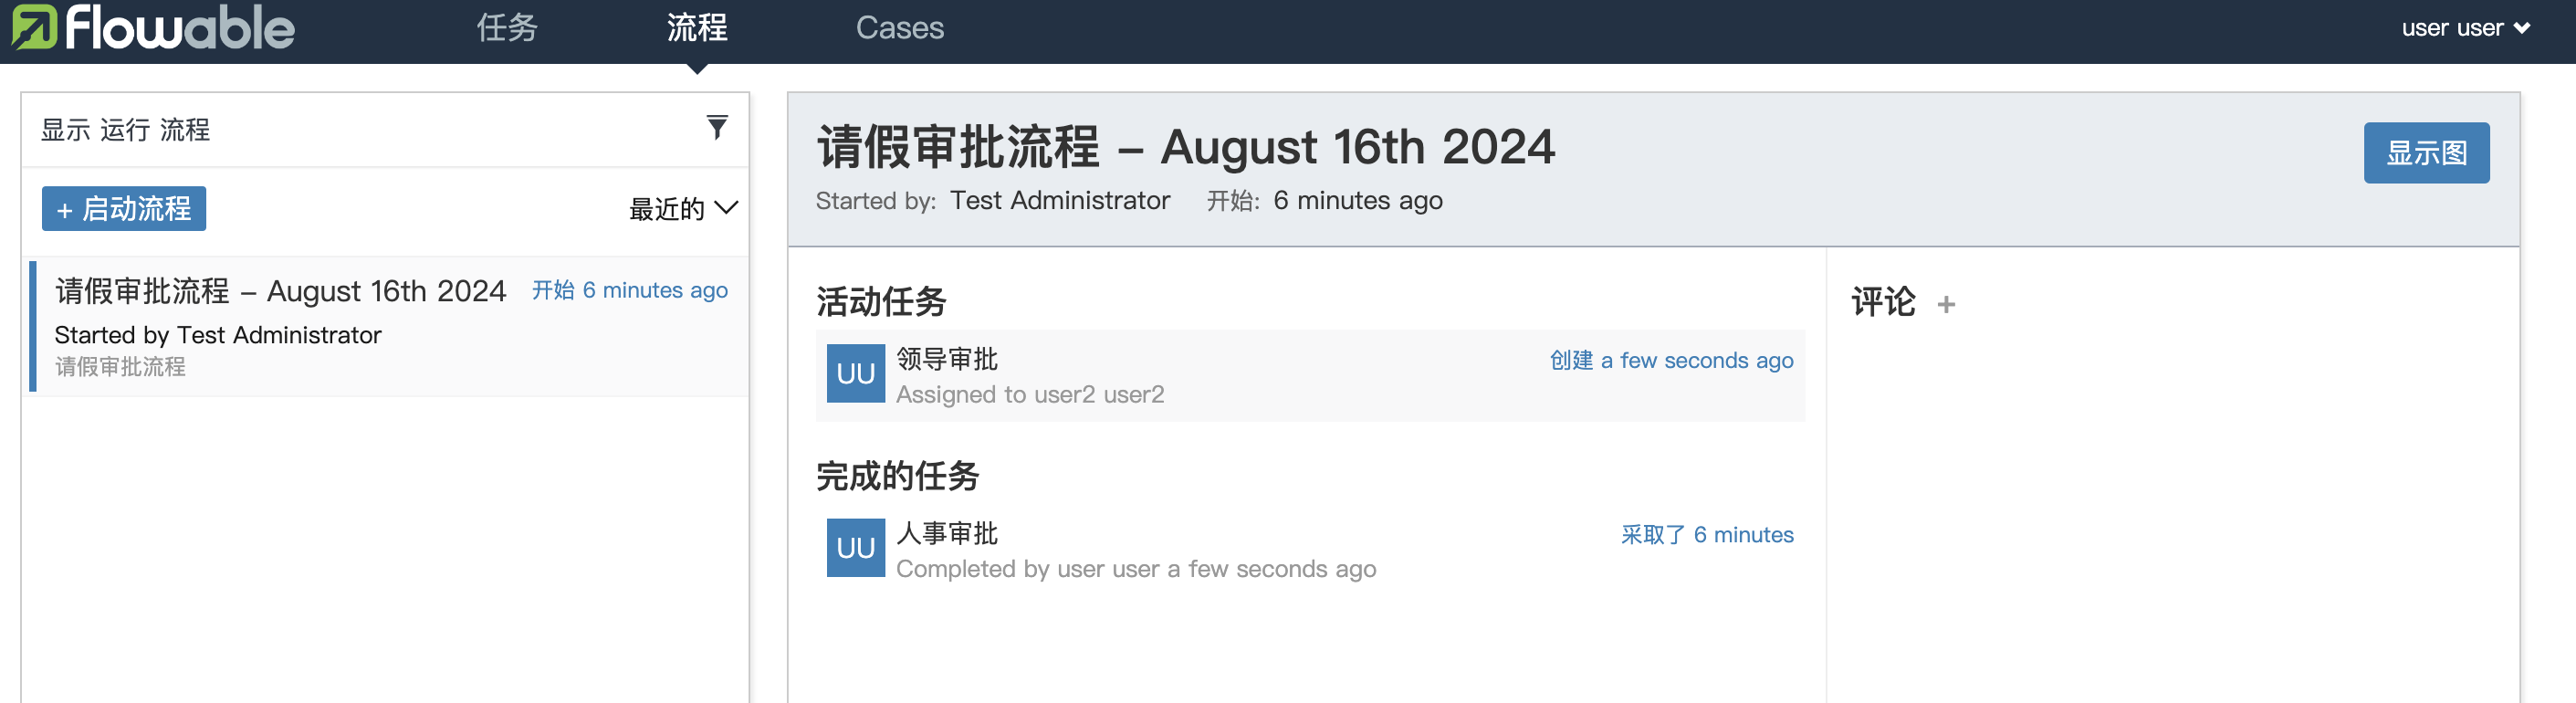 flowable 任务 流程 Cases user user
显示 运行 流程
+ 启动流程 最近的
请假审批流程 – August 16th 2024 开始 6 minutes ago
Started by Test Administrator
请假审批流程
请假审批流程 – August 16th 2024
显示图
Started by: Test Administrator 开始: 6 minutes ago
活动任务
UU 领导审批 创建 a few seconds ago
Assigned to user2 user2
完成的任务
UU 人事审批 采取了 6 minutes
Completed by user user a few seconds ago
评论 +